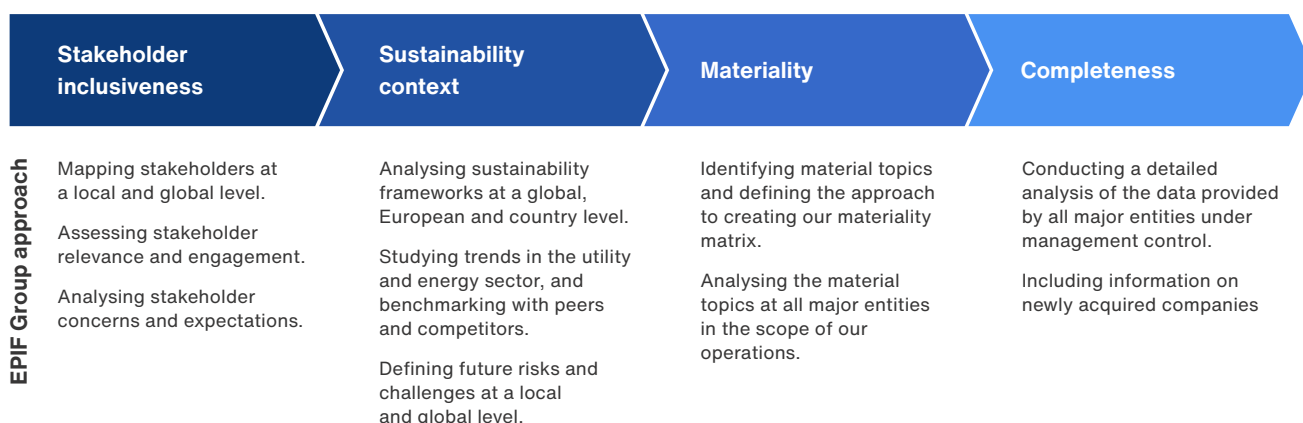 Stakeholder
inclusiveness
Sustainability
context
Materiality
Completeness
EPIF Group approach
Mapping stakeholders at
a local and global level.
Assessing stakeholder
relevance and engagement.
Analysing stakeholder
concerns and expectations.
Analysing sustainability
frameworks at a global,
European and country level.
Studying trends in the utility
and energy sector, and
benchmarking with peers
and competitors.
Defining future risks and
challenges at a local
and global level.
Identifying material topics
and defining the approach
to creating our materiality
matrix.
Analysing the material
topics at all major entities
in the scope of our
operations.
Conducting a detailed
analysis of the data provided
by all major entities under
management control.
Including information on
newly acquired companies